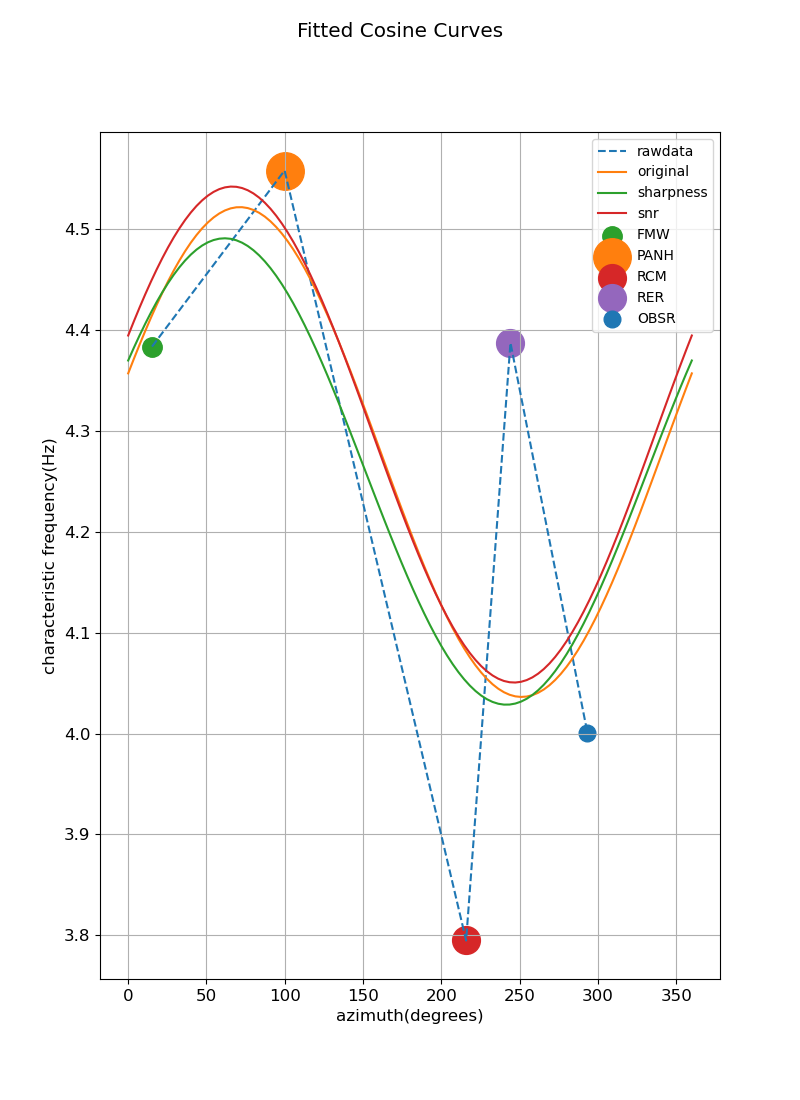 Fitted Cosine Curves
rawdata
original
sharpness
snr
FMW
PANH
RCM
RER
OBSR
characteristic frequency(Hz)
4.5
4.4
4.3
4.2
4.1
4.0
3.9
3.8
0 50 100 150 200 250 300 350
azimuth(degrees)